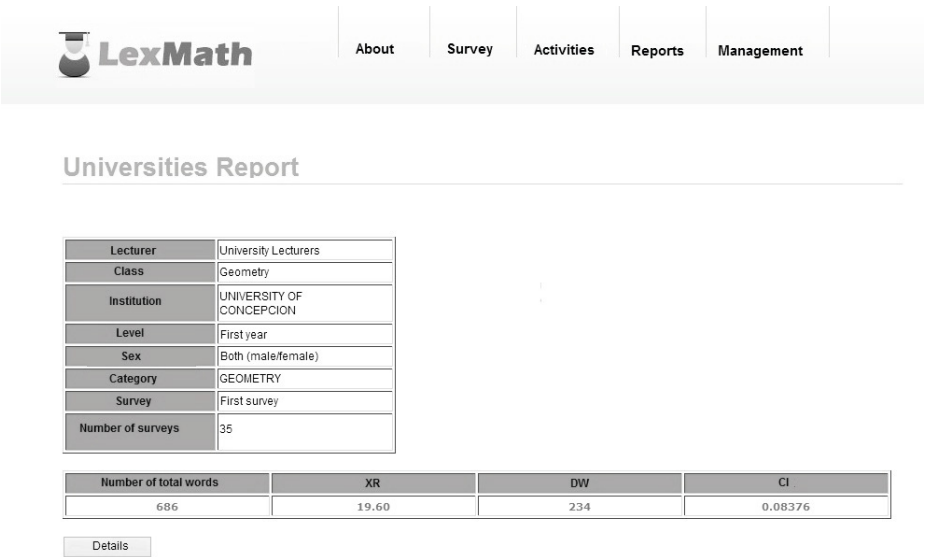 LexMath
About Survey Activities Reports Management
Universities Report
Lecturer University Lecturers
Class Geometry
Institution UNIVERSITY OF
CONCEPCION
Level First year
Sex Both (male/female)
Category GEOMETRY
Survey First survey
Number of surveys 35
Number of total words XR DW CI
686 19.60 234 0.08376
Details